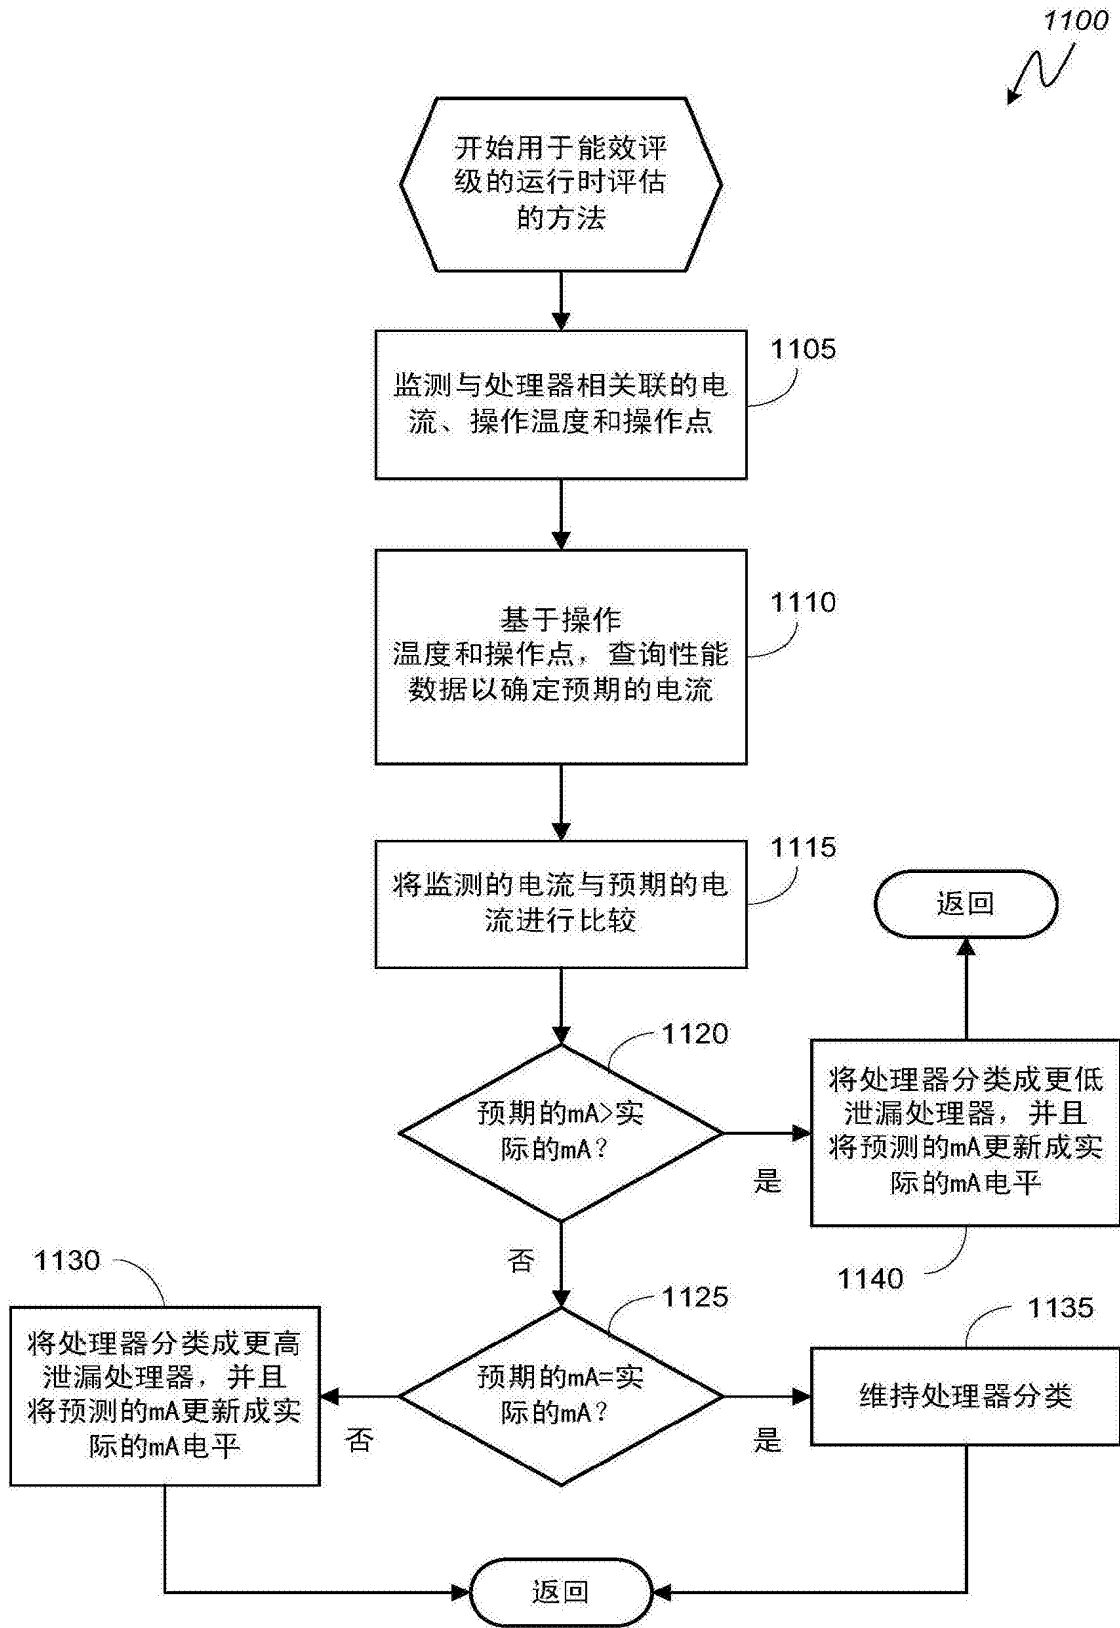 1100
开始用于能效评
级的运行时评估
的方法
1105
监测与处理器相关联的电
流、操作温度和操作点
1110
基于操作
温度和操作点，查询性能
数据以确定预期的电流
1115
将监测的电流与预期的电
流进行比较
返回
1120
预期的mA>实
际的mA？
是
将处理器分类成更低
泄漏处理器，并且
将预测的mA更新成实
际的mA电平
1140
否
1130
将处理器分类成更高
泄漏处理器，并且
将预测的mA更新成实
际的mA电平
1125
预期的mA=实
际的mA？
否
是
1135
维持处理器分类
返回